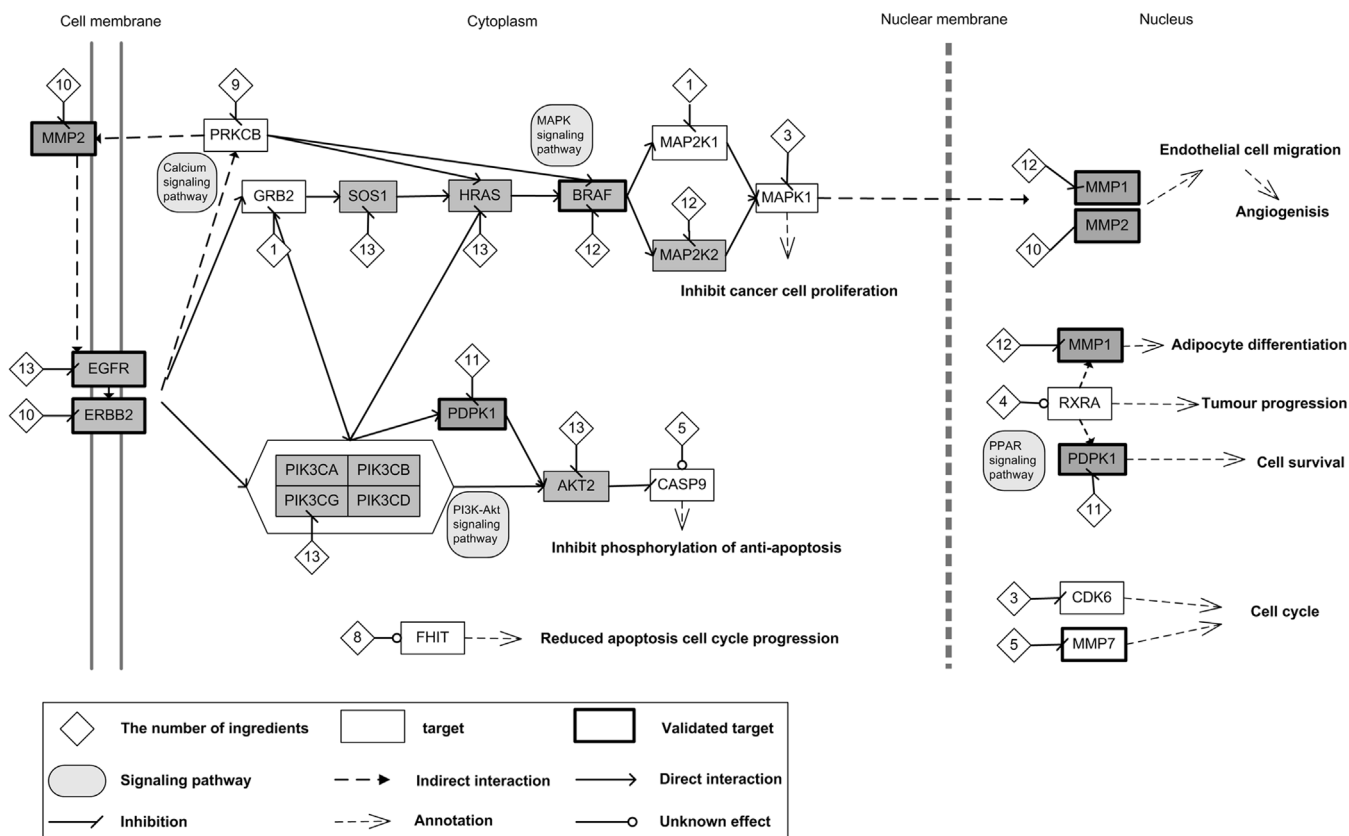 Cell membrane
Cytoplasm
Nuclear membrane
Nucleus
10
MMP2
9
PRKCB
Calcium
signaling
pathway
MAPK
signaling
pathway
1
MAP2K1
3
MAPK1
GRB2
SOS1
HRAS
BRAF
1
13
13
12
12
MAP2K2
Inhibit cancer cell proliferation
12
MMP1
MMP2
10
Endothelial cell migration
Angiogenisis
13
EGFR
10
ERBB2
11
PDPK1
PIK3CA
PIK3CB
PIK3CG
PIK3CD
13
PI3K-Akt
signaling
pathway
13
AKT2
5
CASP9
Inhibit phosphorylation of anti-apoptosis
12
MMP1
Adipocyte differentiation
4
RXRA
Tumour progression
PPAR
signaling
pathway
PDPK1
Cell survival
11
8
FHIT
Reduced apoptosis cell cycle progression
3
CDK6
5
MMP7
Cell cycle
The number of ingredients
target
Validated target
Signaling pathway
Indirect interaction
Direct interaction
Inhibition
Annotation
Unknown effect